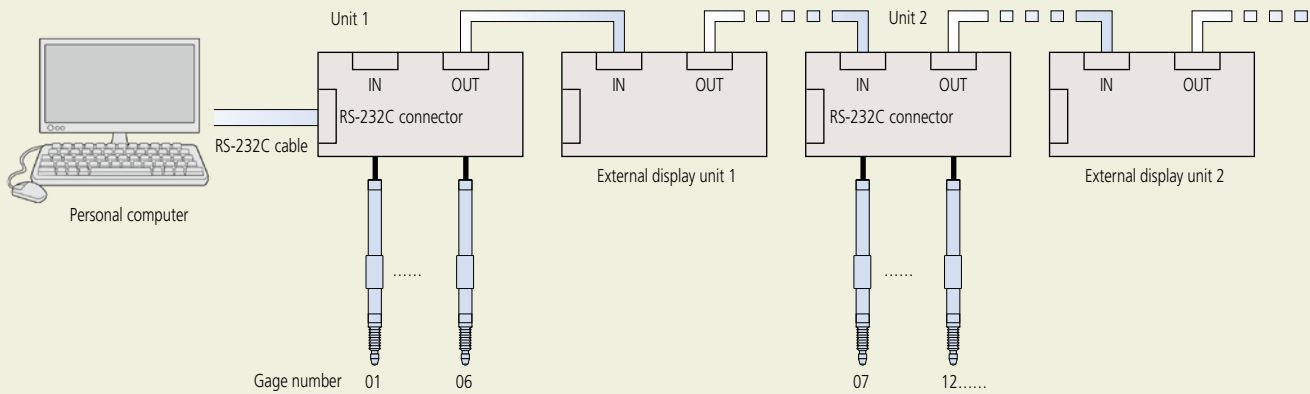 Unit 1
Unit 2
IN OUT
IN OUT
IN OUT
IN OUT
RS-232C connector
RS-232C connector
RS-232C cable
External display unit 1
External display unit 2
Personal computer
......
......
Gage number 01 06 07 12......